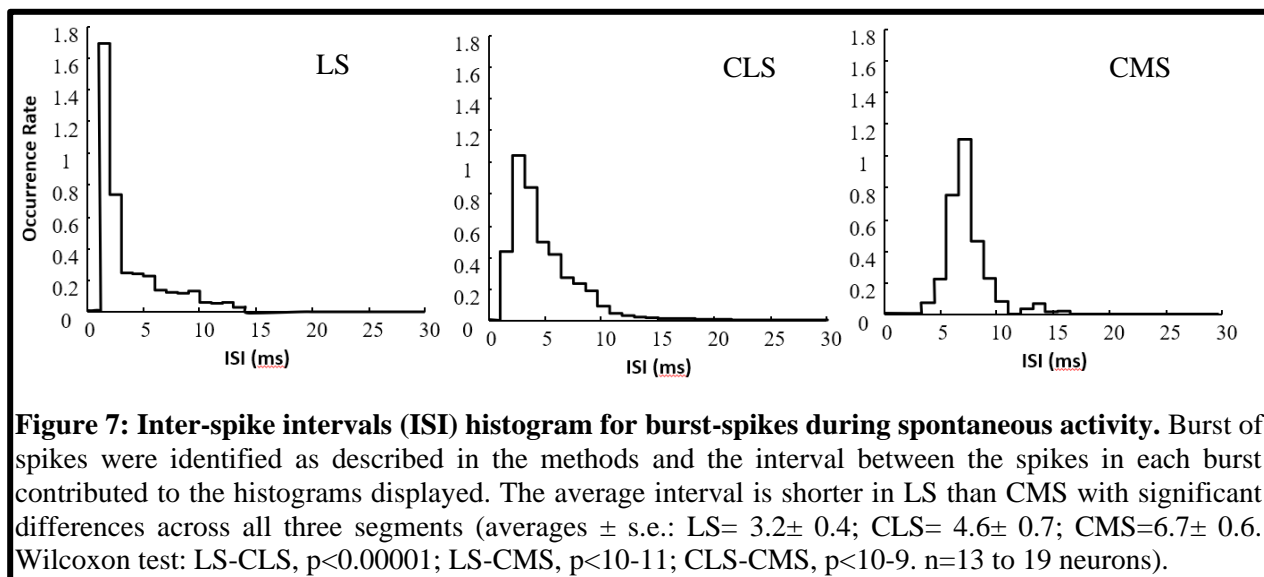 LS
CLS
CMS
Occurrence Rate
1.8
1.6
1.4
1.2
1
0.8
0.6
0.4
0.2
0
0 5 10 15 20 25 30
ISI (ms)
1.8
1.6
1.4
1.2
1
0.8
0.6
0.4
0.2
0
0 5 10 15 20 25 30
ISI (ms)
1.8
1.6
1.4
1.2
1
0.8
0.6
0.4
0.2
0
0 5 10 15 20 25 30
ISI (ms)
Figure 7: Inter-spike intervals (ISI) histogram for burst-spikes during spontaneous activity. Burst of
spikes were identified as described in the methods and the interval between the spikes in each burst
contributed to the histograms displayed. The average interval is shorter in LS than CMS with significant
differences across all three segments (averages ± s.e.: LS= 3.2± 0.4; CLS= 4.6± 0.7; CMS=6.7± 0.6.
Wilcoxon test: LS-CLS, p<0.00001; LS-CMS, p<10-11; CLS-CMS, p<10-9. n=13 to 19 neurons).